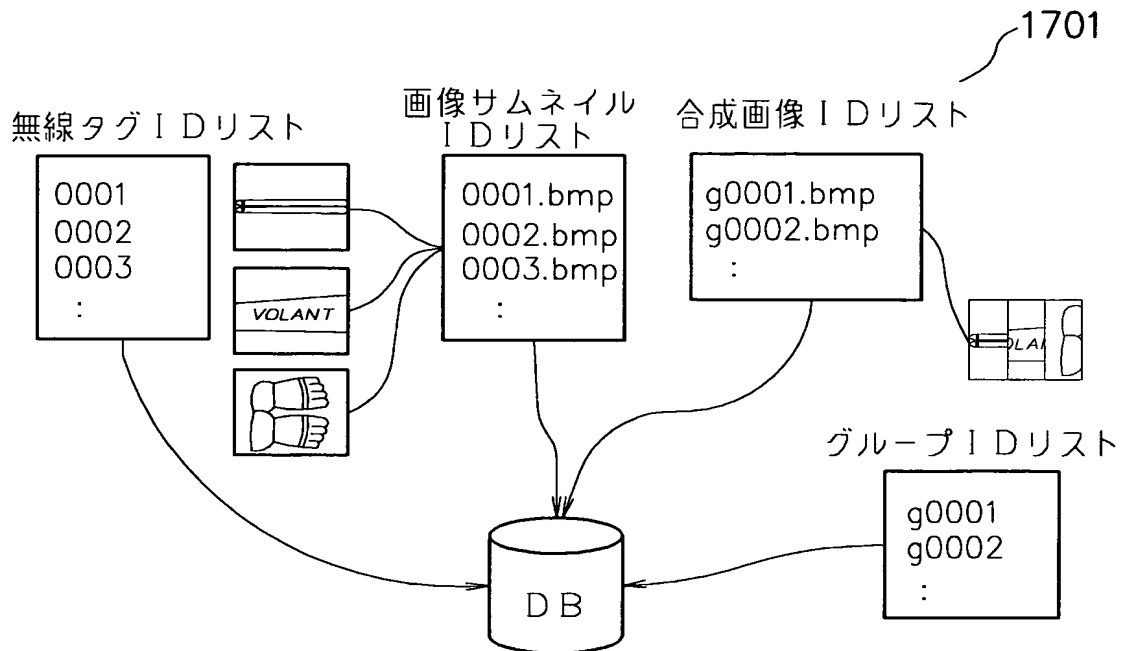 1701
無線タグIDリスト
0001
0002
0003
:
VOLANT
画像サムネイル
IDリスト
0001.bmp
0002.bmp
0003.bmp
:
合成画像IDリスト
g0001.bmp
g0002.bmp
:
OLAI
グループIDリスト
g0001
g0002
:
DB